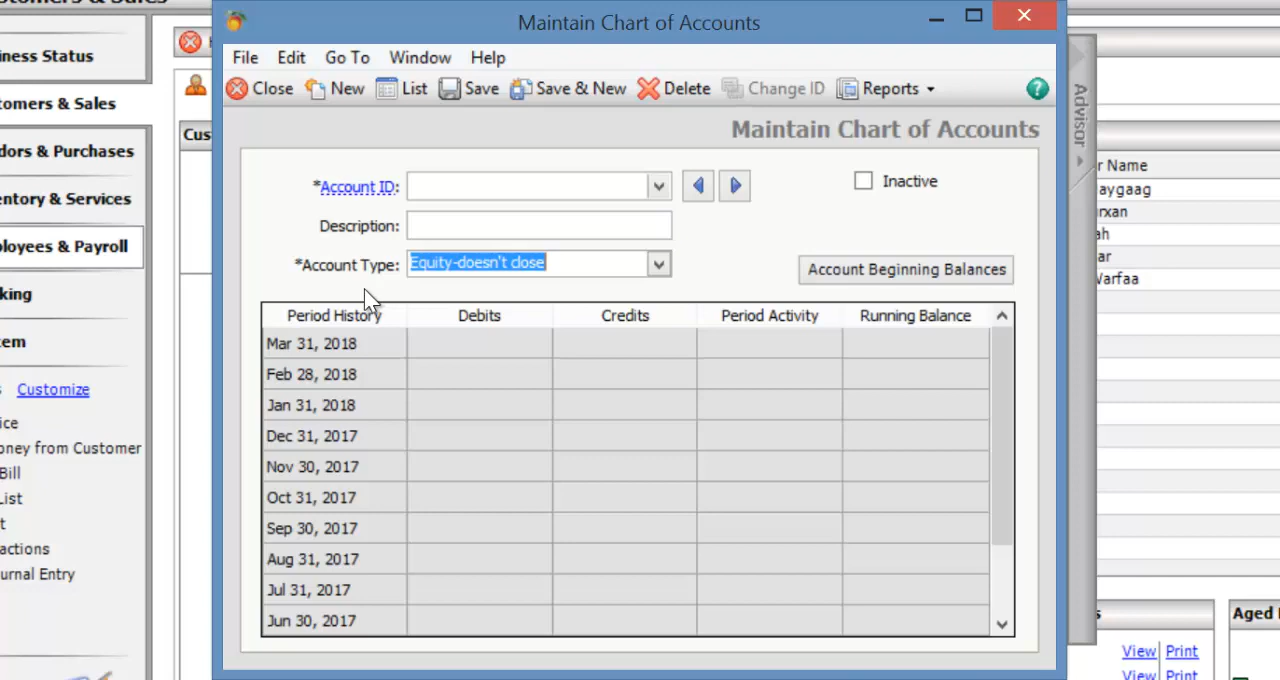 Maintain Chart of Accounts
File Edit Go To Window Help
Close New List Save Save & New Delete Change ID Reports
Maintain Chart of Accounts
*Account ID:
Inactive
Description:
*Account Type: Equity-doesn't close
Account Beginning Balances
Period History Debits Credits Period Activity Running Balance
Mar 31, 2018
Feb 28, 2018
Jan 31, 2018
Dec 31, 2017
Nov 30, 2017
Oct 31, 2017
Sep 30, 2017
Aug 31, 2017
Jul 31, 2017
Jun 30, 2017
iness Status
tomers & Sales
dors & Purchases
entory & Services
ployees & Payroll
king
tem
Customize
ice
oney from Customer
Bill
List
t
actions
urnal Entry
Cus
Advisor
r Name
aygaag
rxan
ah
ar
Warfaa
s
Aged
View Print
View Print